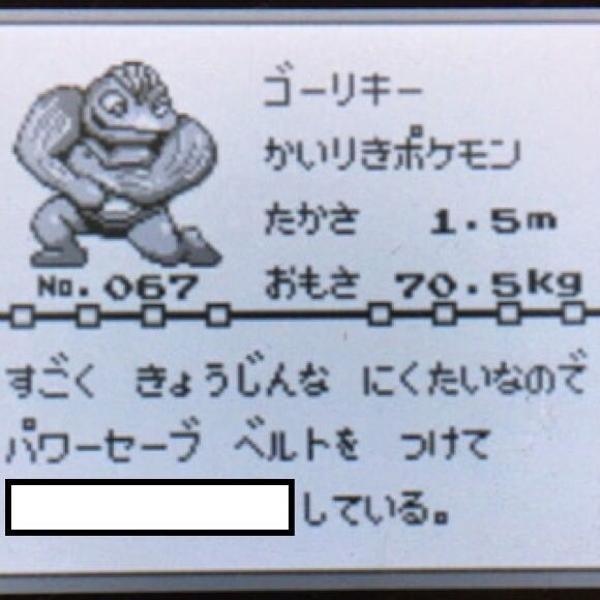 ゴーリキー
かいりきポケモン
たかさ 1.5m
おもさ 70.5kg
No.067
すごく きょうじんな にくたいなので
パワーセーブ ベルトを つけて
している。